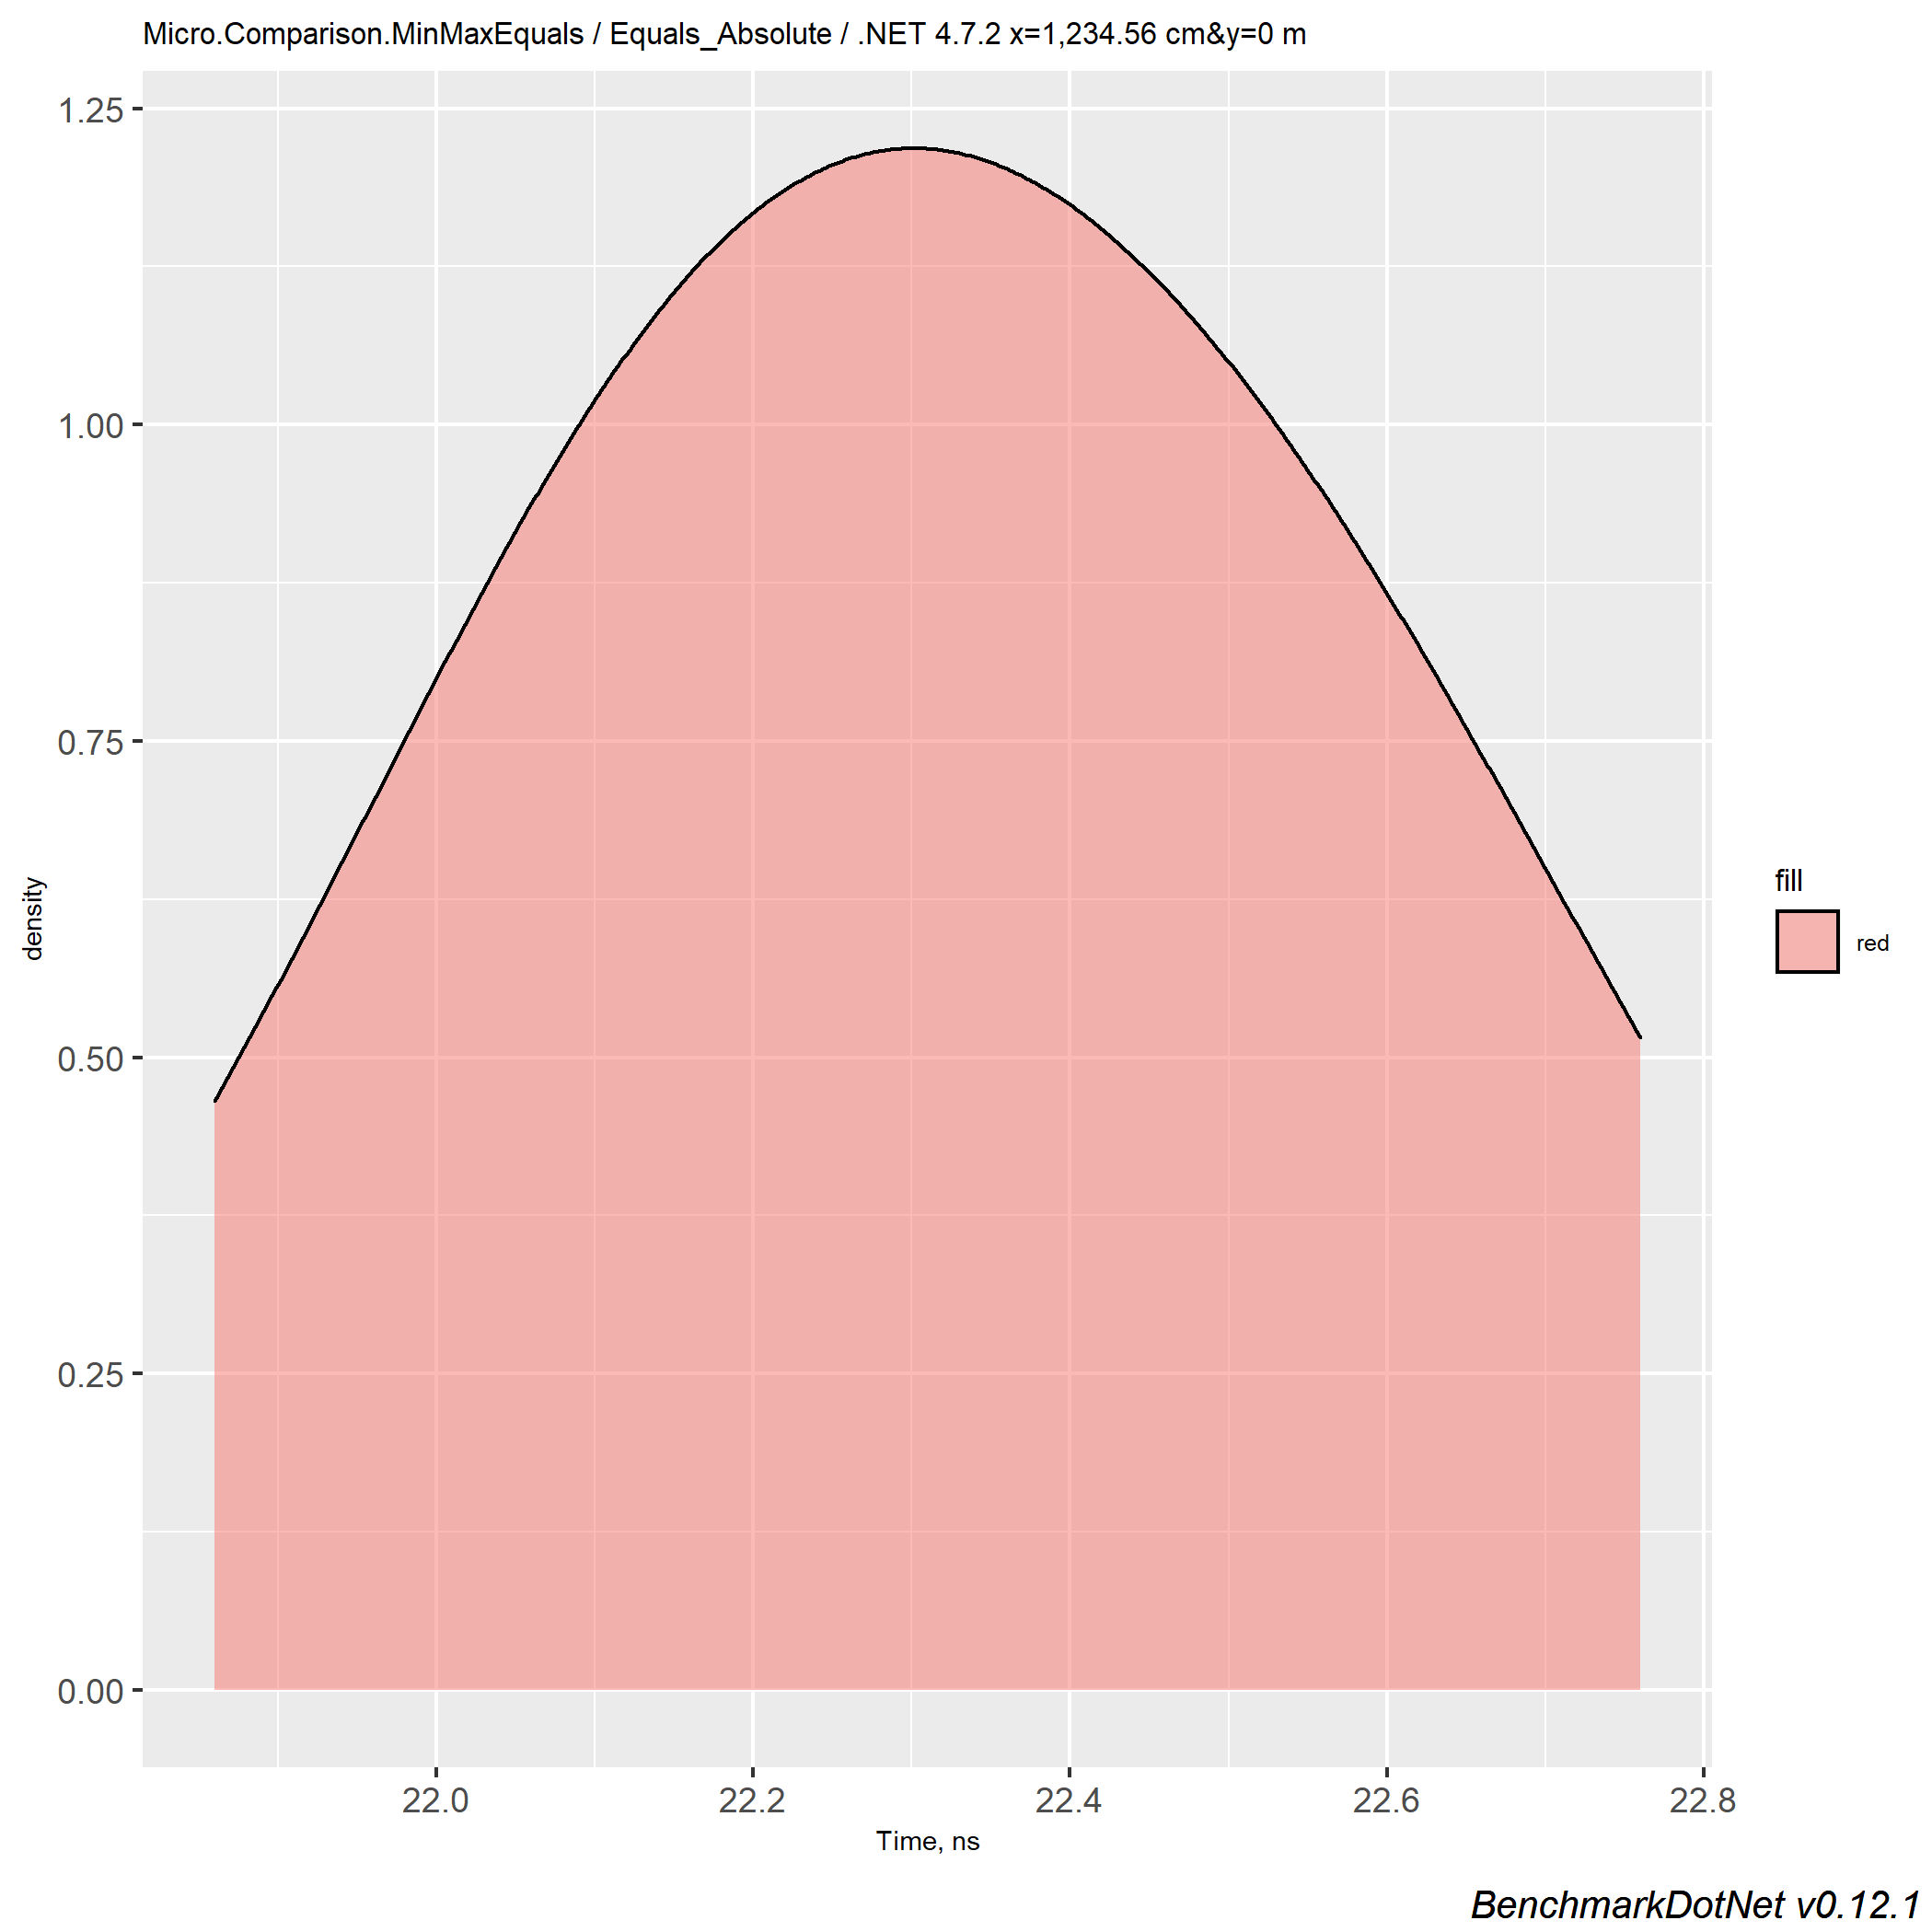 Micro.Comparison.MinMaxEquals / Equals_Absolute / .NET 4.7.2 x=1,234.56 cm&y=0 m
1.25
1.00
0.75
0.50
0.25
0.00
density
22.0
22.2
22.4
22.6
22.8
Time, ns
fill
red
BenchmarkDotNet v0.12.1